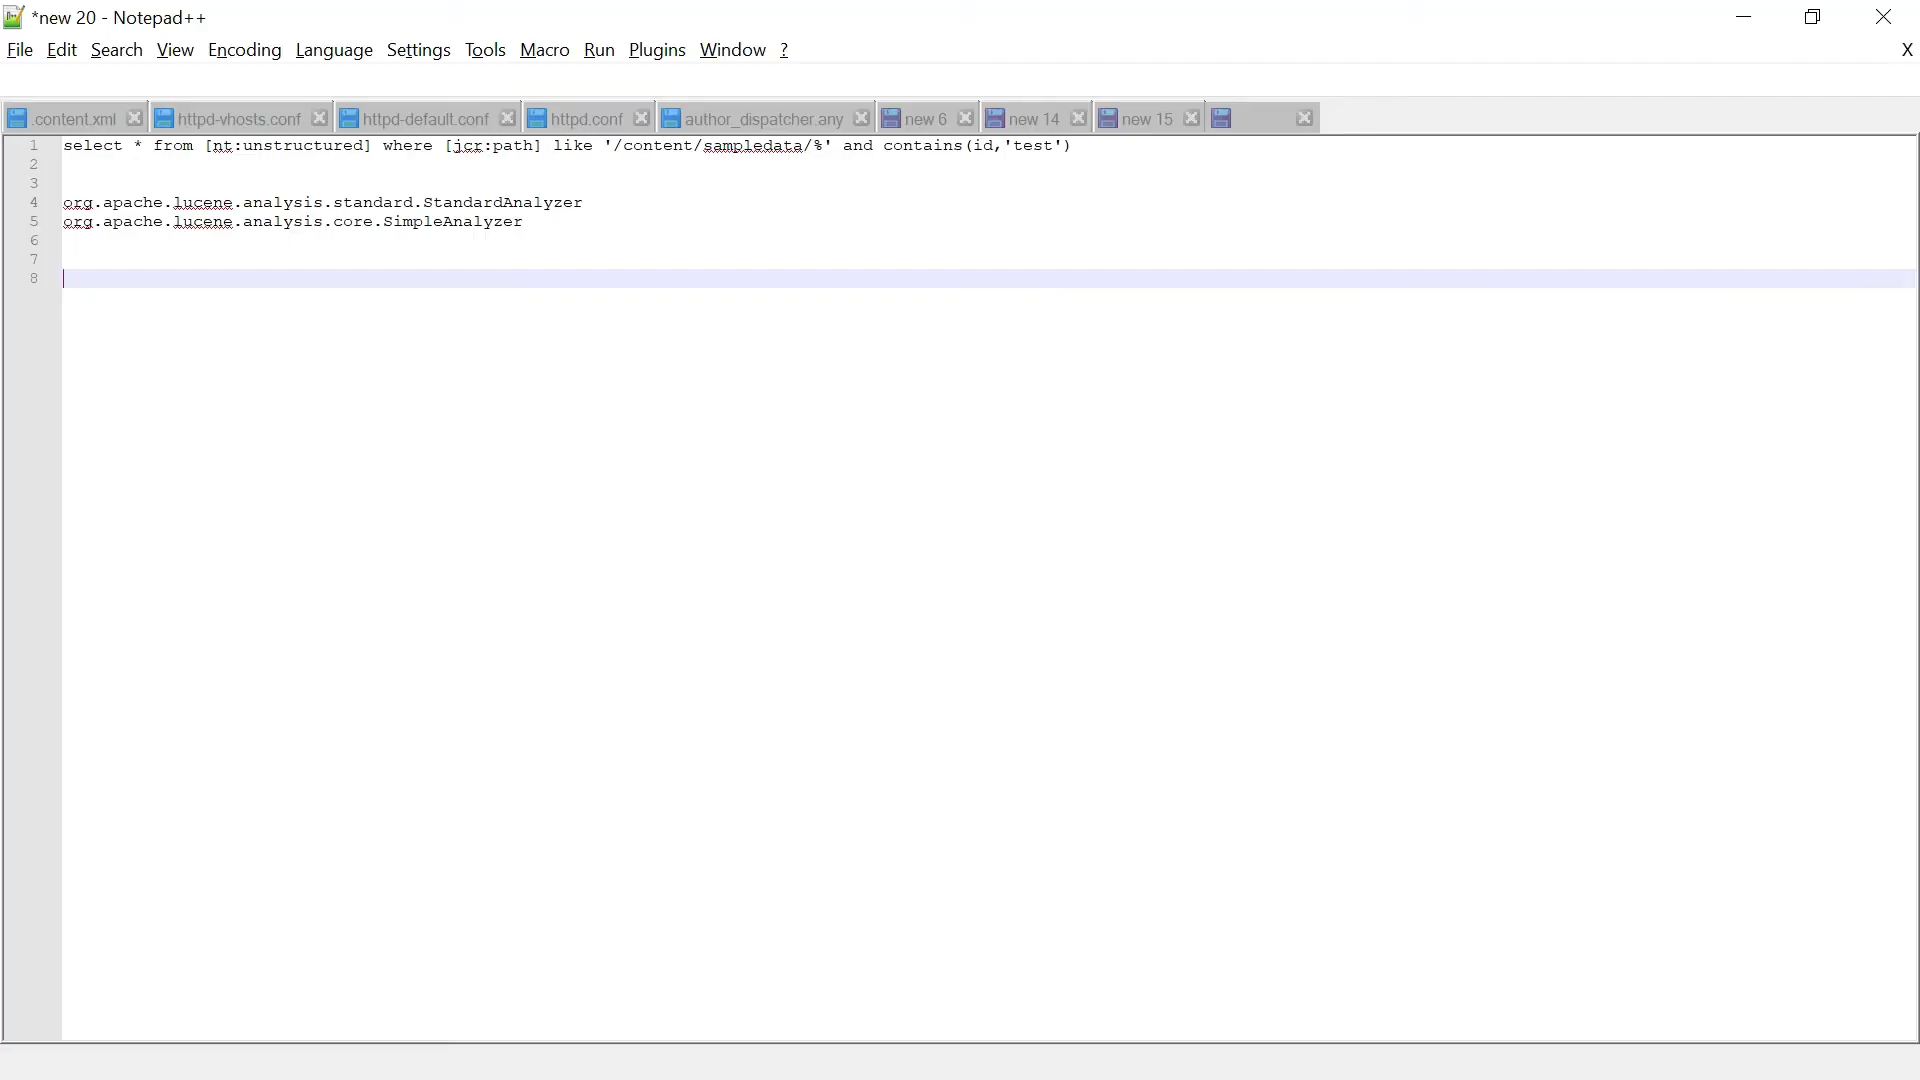 *new 20 - Notepad++
File Edit Search View Encoding Language Settings Tools Macro Run Plugins Window ? X
.content.xml httpd-vhosts.conf httpd-default.conf httpd.conf author_dispatcher.any new 6 new 14 new 15
1 select * from [nt:unstructured] where [jcr:path] like '/content/sampledata/%' and contains(id,'test')
2
3
4 org.apache.lucene.analysis.standard.StandardAnalyzer
5 org.apache.lucene.analysis.core.SimpleAnalyzer
6
7
8